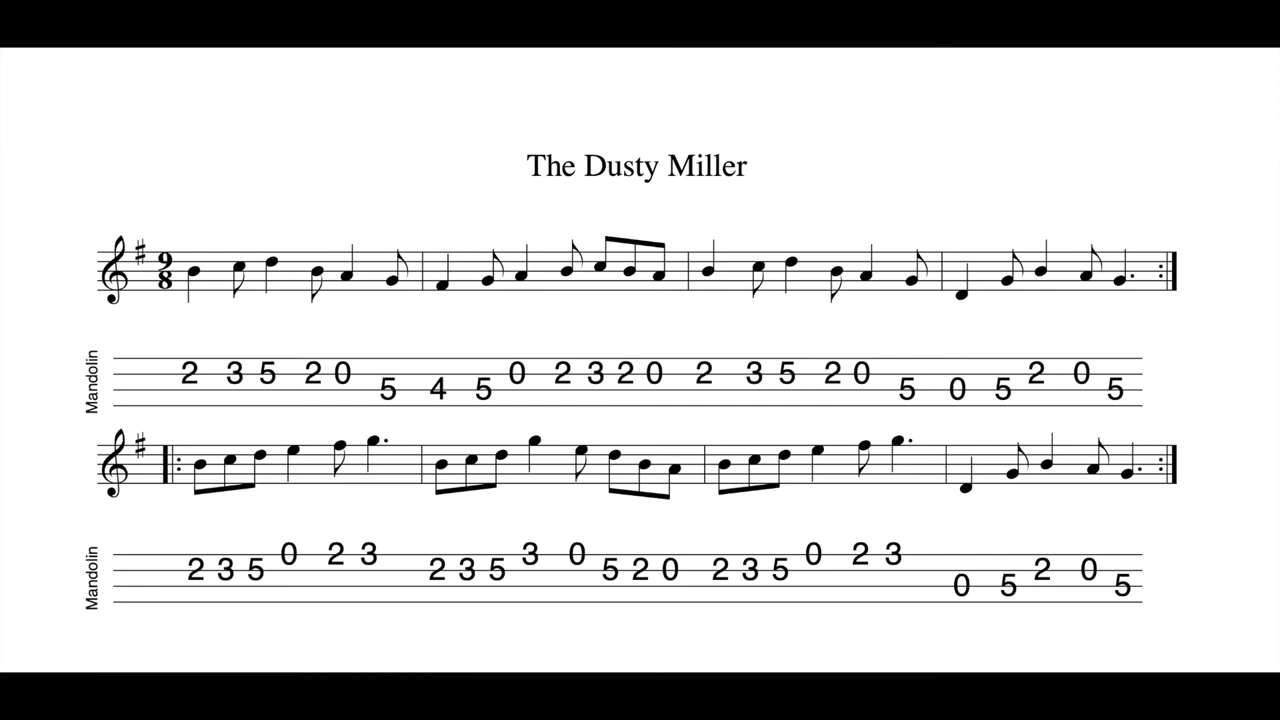 The Dusty Miller
9
8
Mandolin
2 3 5 2 0 5 4 5 0 2 3 2 0 2 3 5 2 0 5 0 5 2 0 5
Mandolin
2 3 5 0 2 3 2 3 5 3 0 5 2 0 2 3 5 0 2 3 0 5 2 0 5